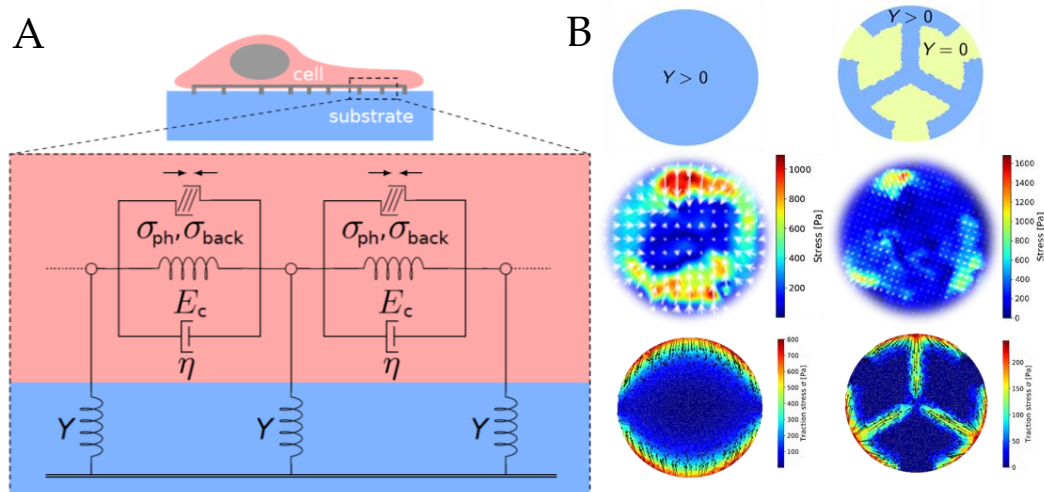 A
cell
substrate
σph,σback
σph,σback
Ec
Ec
η
η
Y
Y
Y
B
Y > 0
Y > 0
Y = 0
1000
800
600
400
200
Stress [Pa]
1600
1400
1200
1000
800
600
400
200
0
Stress [Pa]
800
700
600
500
400
300
200
100
Traction stress σ [Pa]
200
150
100
50
0
Traction stress σ [Pa]